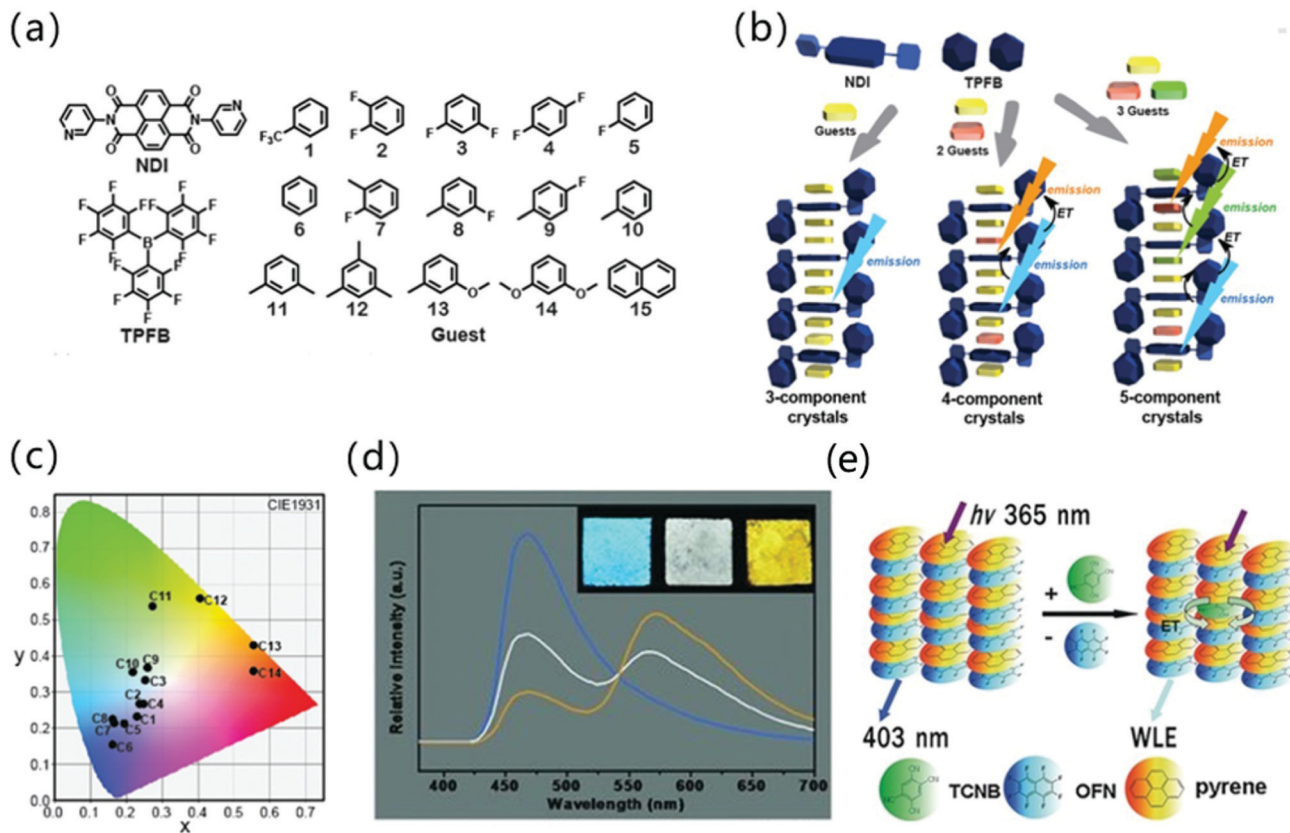 (a)
O O
N N
N N
O O
NDI
F3C
1
F
F
2
F F
3
F
F
4
F
5
6
F
7
F
8
F
9
10
11
12
O
13
O O
14
15
Guest
F F F F
F F F
F F F
B
F F
F F
F
TPFB
(b)
NDI
TPFB
Guests
2 Guests
3 Guests
emission
emission
ET
emission
emission
ET
emission
ET
emission
3-component
crystals
4-component
crystals
5-component
crystals
(c)
CIE1931
0.8
0.7
0.6
0.5
0.4
y
0.3
0.2
0.1
0.0
0.0 0.1 0.2 0.3 0.4 0.5 0.6 0.7
x
C11
C12
C13
C14
C10
C9
C3
C2
C4
C8
C1
C7
C5
C6
(d)
Relative intensity (a.u.)
400 450 500 550 600 650 700
Wavelength (nm)
(e)
hv 365 nm
+
-
ET
403 nm
WLE
CN
CN
NC
CN
TCNB
OFN
pyrene